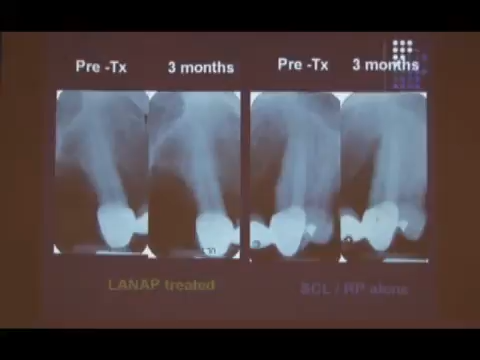 Pre -Tx 3 months Pre -Tx 3 months
LANAP treated SCL / RP alone